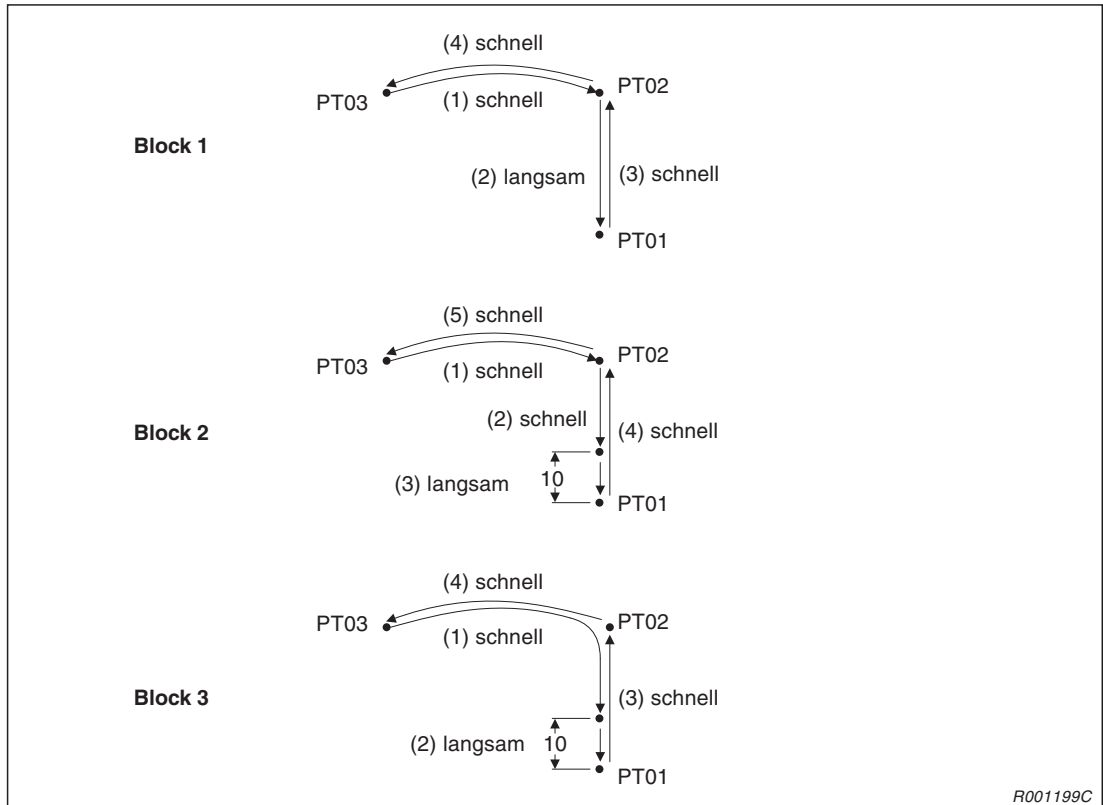 (4) schnell
PT03
(1) schnell
PT02
Block 1
(2) langsam
(3) schnell
PT01
(5) schnell
PT03
(1) schnell
PT02
Block 2
(2) schnell
(4) schnell
(3) langsam
10
PT01
(4) schnell
PT03
(1) schnell
PT02
Block 3
(3) schnell
(2) langsam
10
PT01
R001199C